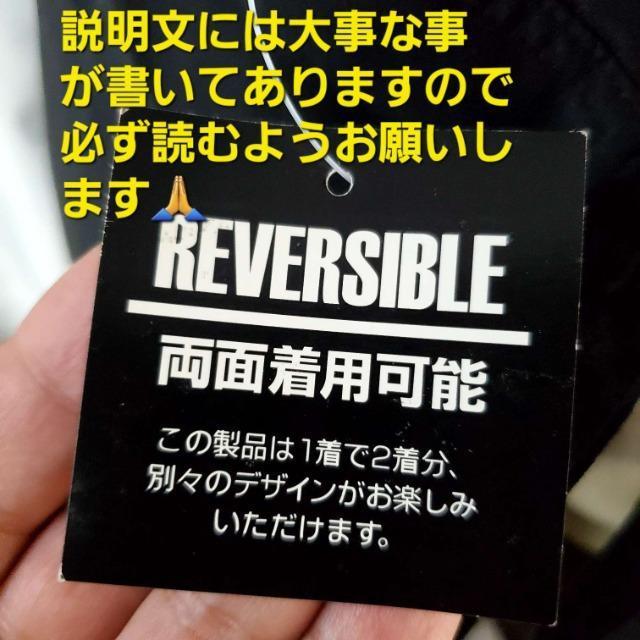 説明文には大事な事
が書いてありますので
必ず読むようお願いし
ます🙏
REVERSIBLE
両面着用可能
この製品は1着で2着分、
別々のデザインがお楽しみ
いただけます。